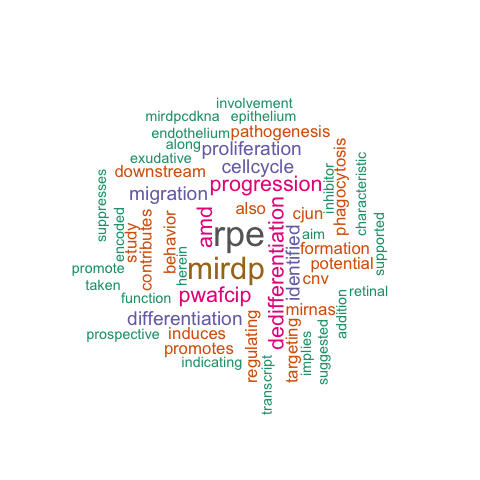 involvement
mirdpcdkna epithelium
endothelium pathogenesis
along proliferation
exudative cellcycle
downstream progression
migration also
suppresses
encoded
study
contributes
behavior
herein
amd
rpe
mirdp
dedifferentiation
identified
cjun
aim
inhibitor
phagocytosis
characteristic
supported
formation
potential
cnv
promote
taken
function
pwafcip
mirnas
retinal
addition
prospective
differentiation
induces
promotes
indicating
regulating
transcript
targeting
implies
suggested